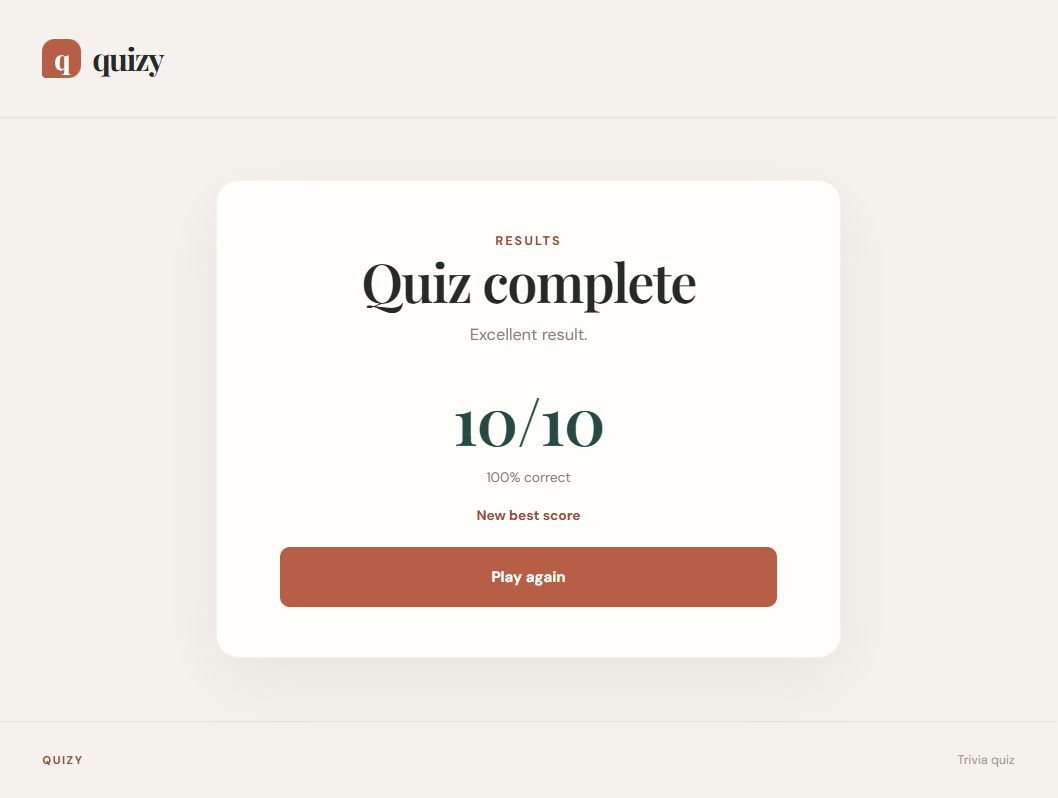 q quizy
RESULTS
Quiz complete
Excellent result.
10/10
100% correct
New best score
Play again
QUIZY
Trivia quiz